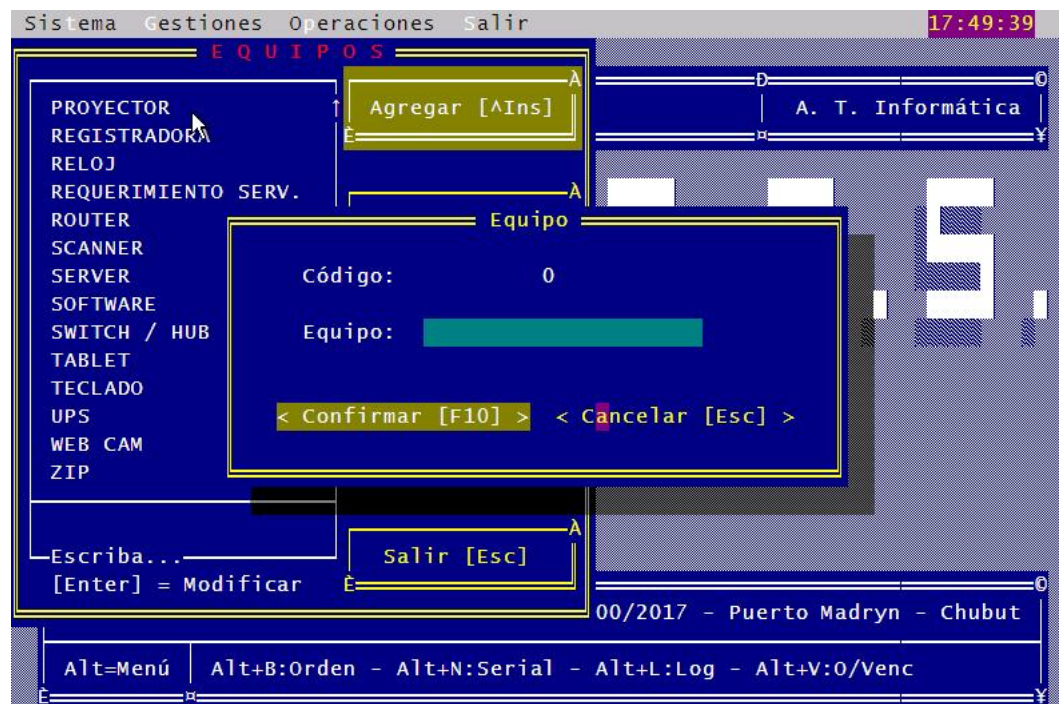 Sistema Gestiones Operaciones Salir 17:49:39
E Q U I P O S
PROYECTOR
REGISTRADORA
RELOJ
REQUERIMIENTO SERV.
ROUTER
SCANNER
SERVER
SOFTWARE
SWITCH / HUB
TABLET
TECLADO
UPS
WEB CAM
ZIP
Escriba...
[Enter] = Modificar
Agregar [^Ins]
Salir [Esc]
A. T. Informática
Equipo
Código: 0
Equipo:
< Confirmar [F10] > < Cancelar [Esc] >
00/2017 - Puerto Madryn - Chubut
Alt=Menú Alt+B:Orden - Alt+N:Serial - Alt+L:Log - Alt+V:O/Venc